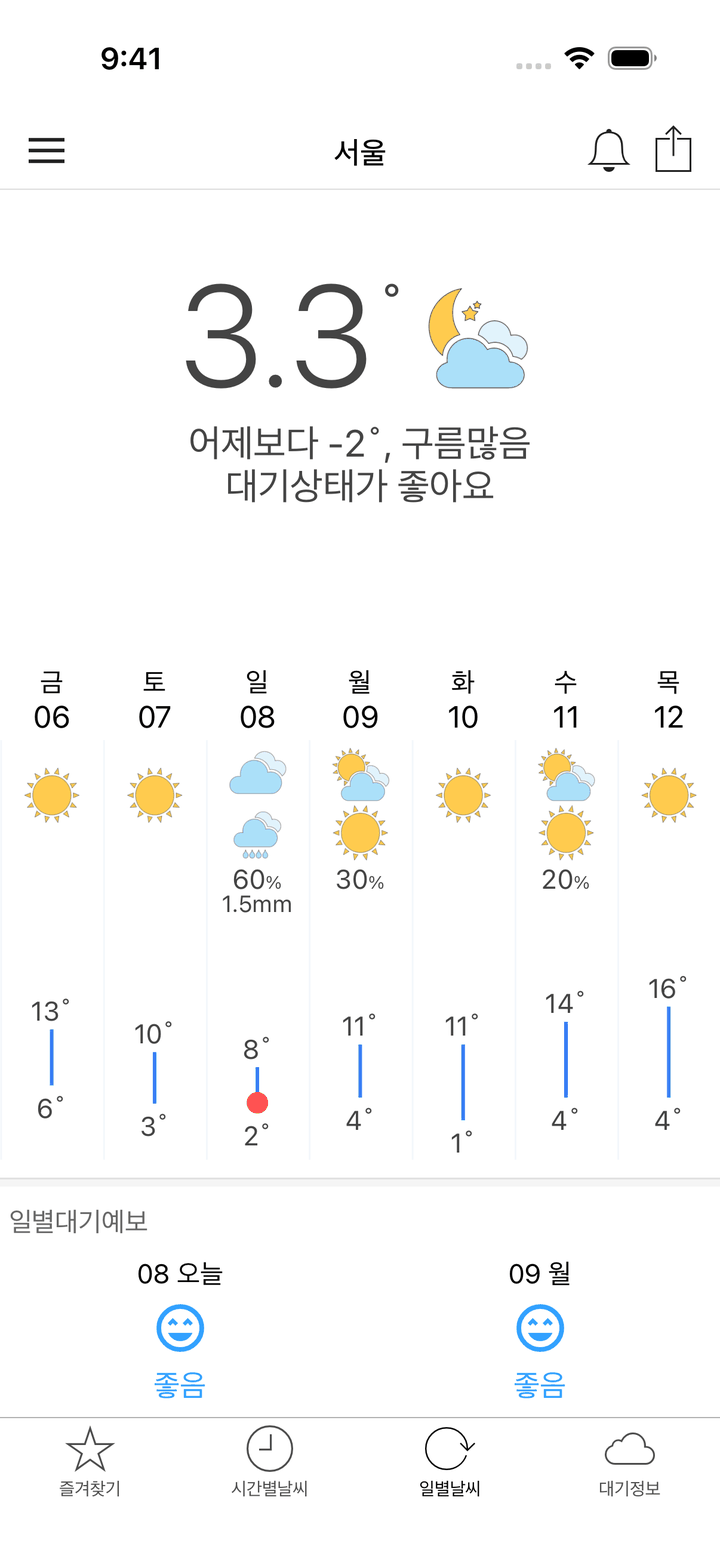 9:41
서울
3.3°
어제보다 -2°, 구름많음
대기상태가 좋아요
금 토 일 월 화 수 목
06 07 08 09 10 11 12
60% 30% 20%
1.5mm
13° 10° 8° 11° 11° 14° 16°
6° 3° 2° 4° 1° 4° 4°
일별대기예보
08 오늘 09 월
좋음 좋음
즐겨찾기 시간별날씨 일별날씨 대기정보